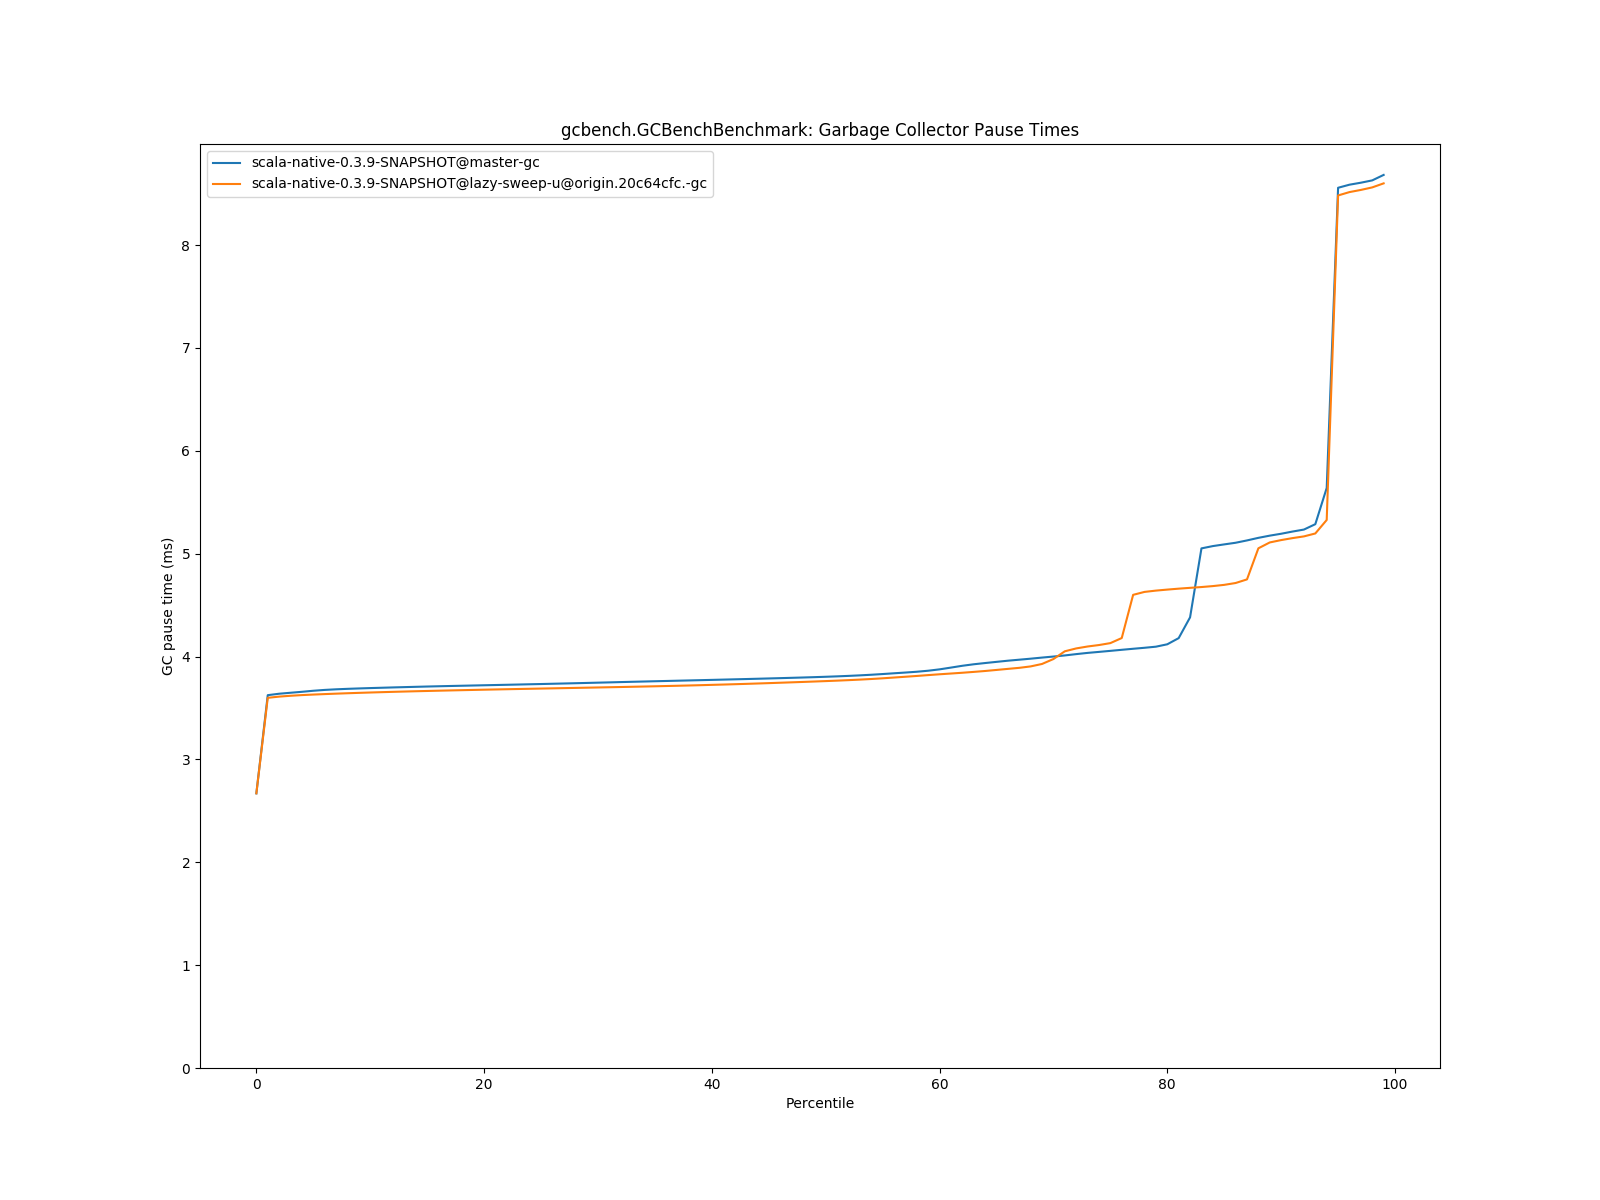 gcbench.GCBenchBenchmark: Garbage Collector Pause Times
scala-native-0.3.9-SNAPSHOT@master-gc
scala-native-0.3.9-SNAPSHOT@lazy-sweep-u@origin.20c64cfc.-gc
GC pause time (ms)
8
7
6
5
4
3
2
1
0
0 20 40 60 80 100
Percentile